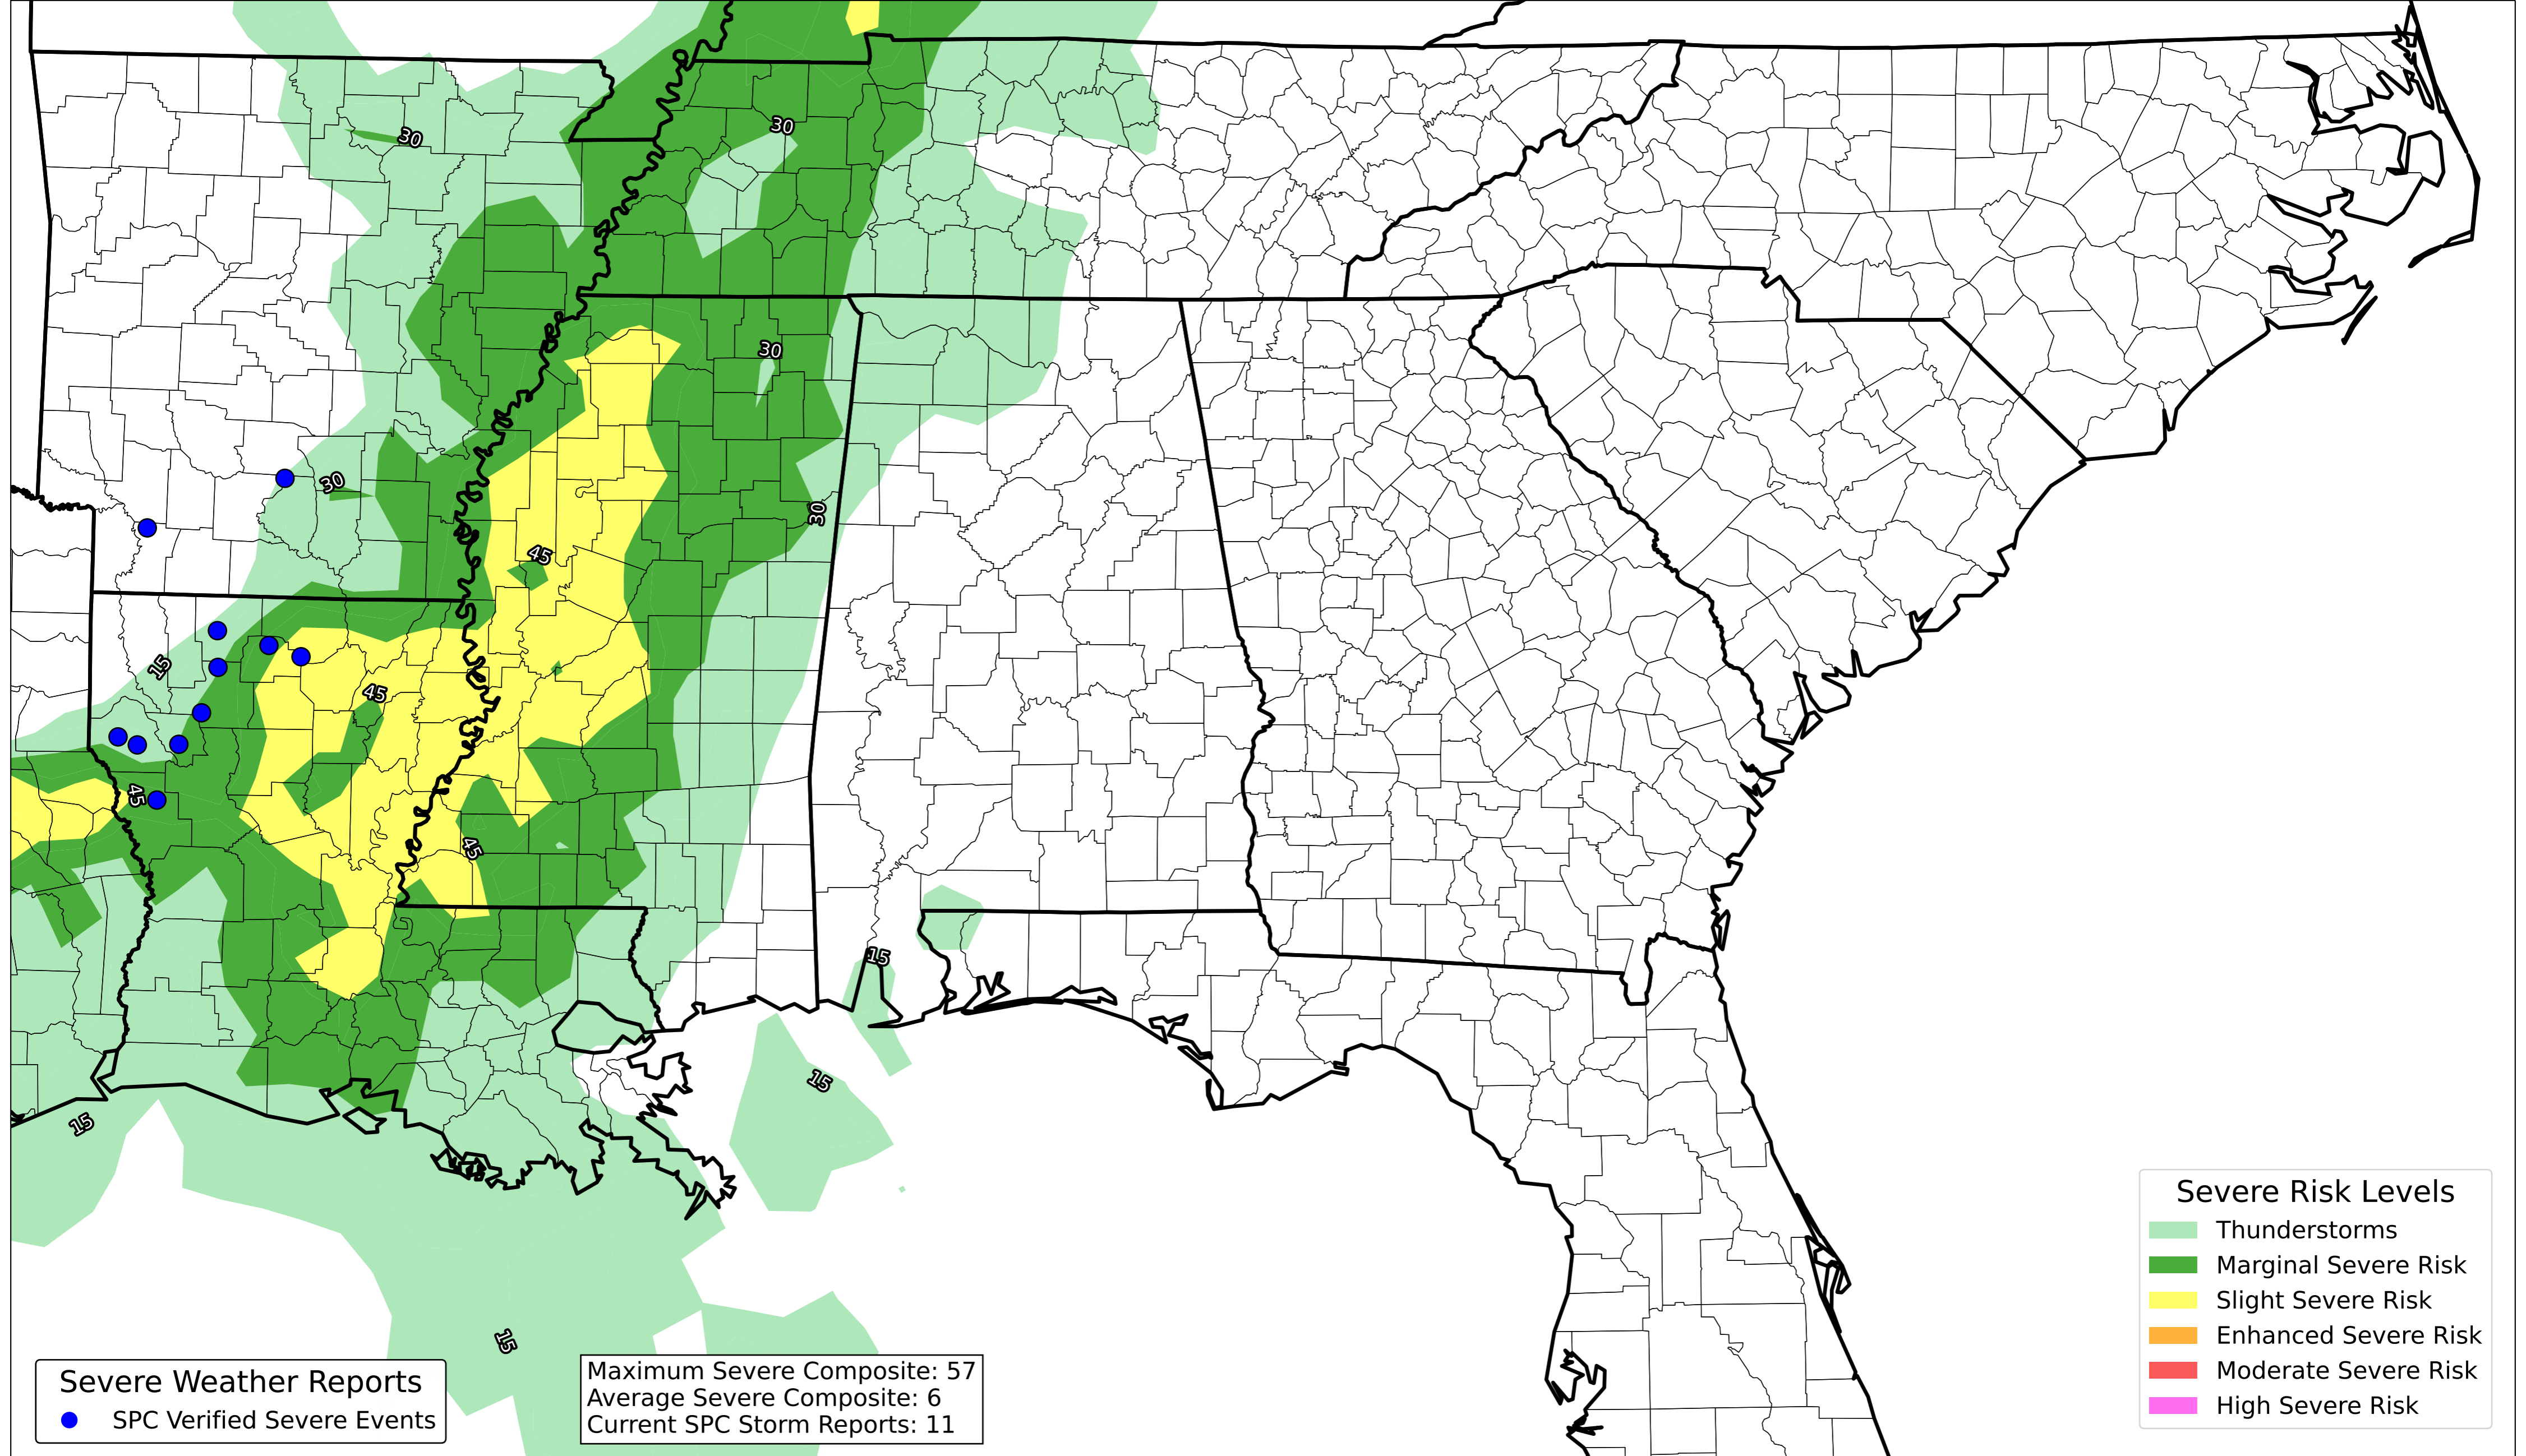 30
30
30
30
30
45
15
45
45
45
15
15
15
15
Severe Risk Levels
Thunderstorms
Marginal Severe Risk
Slight Severe Risk
Enhanced Severe Risk
Moderate Severe Risk
High Severe Risk
Severe Weather Reports
SPC Verified Severe Events
Maximum Severe Composite: 57
Average Severe Composite: 6
Current SPC Storm Reports: 11